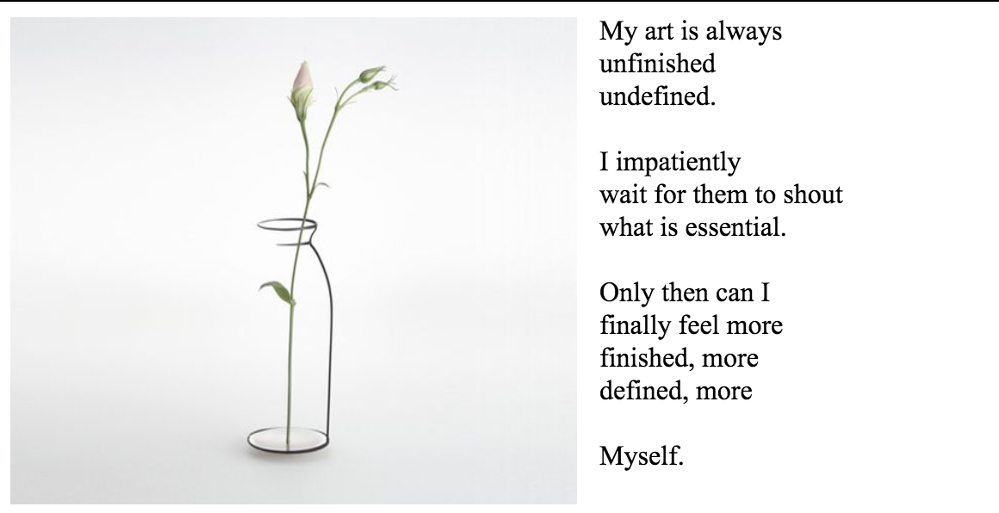 My art is always
unfinished
undefined.
I impatiently
wait for them to shout
what is essential.
Only then can I
finally feel more
finished, more
defined, more
Myself.